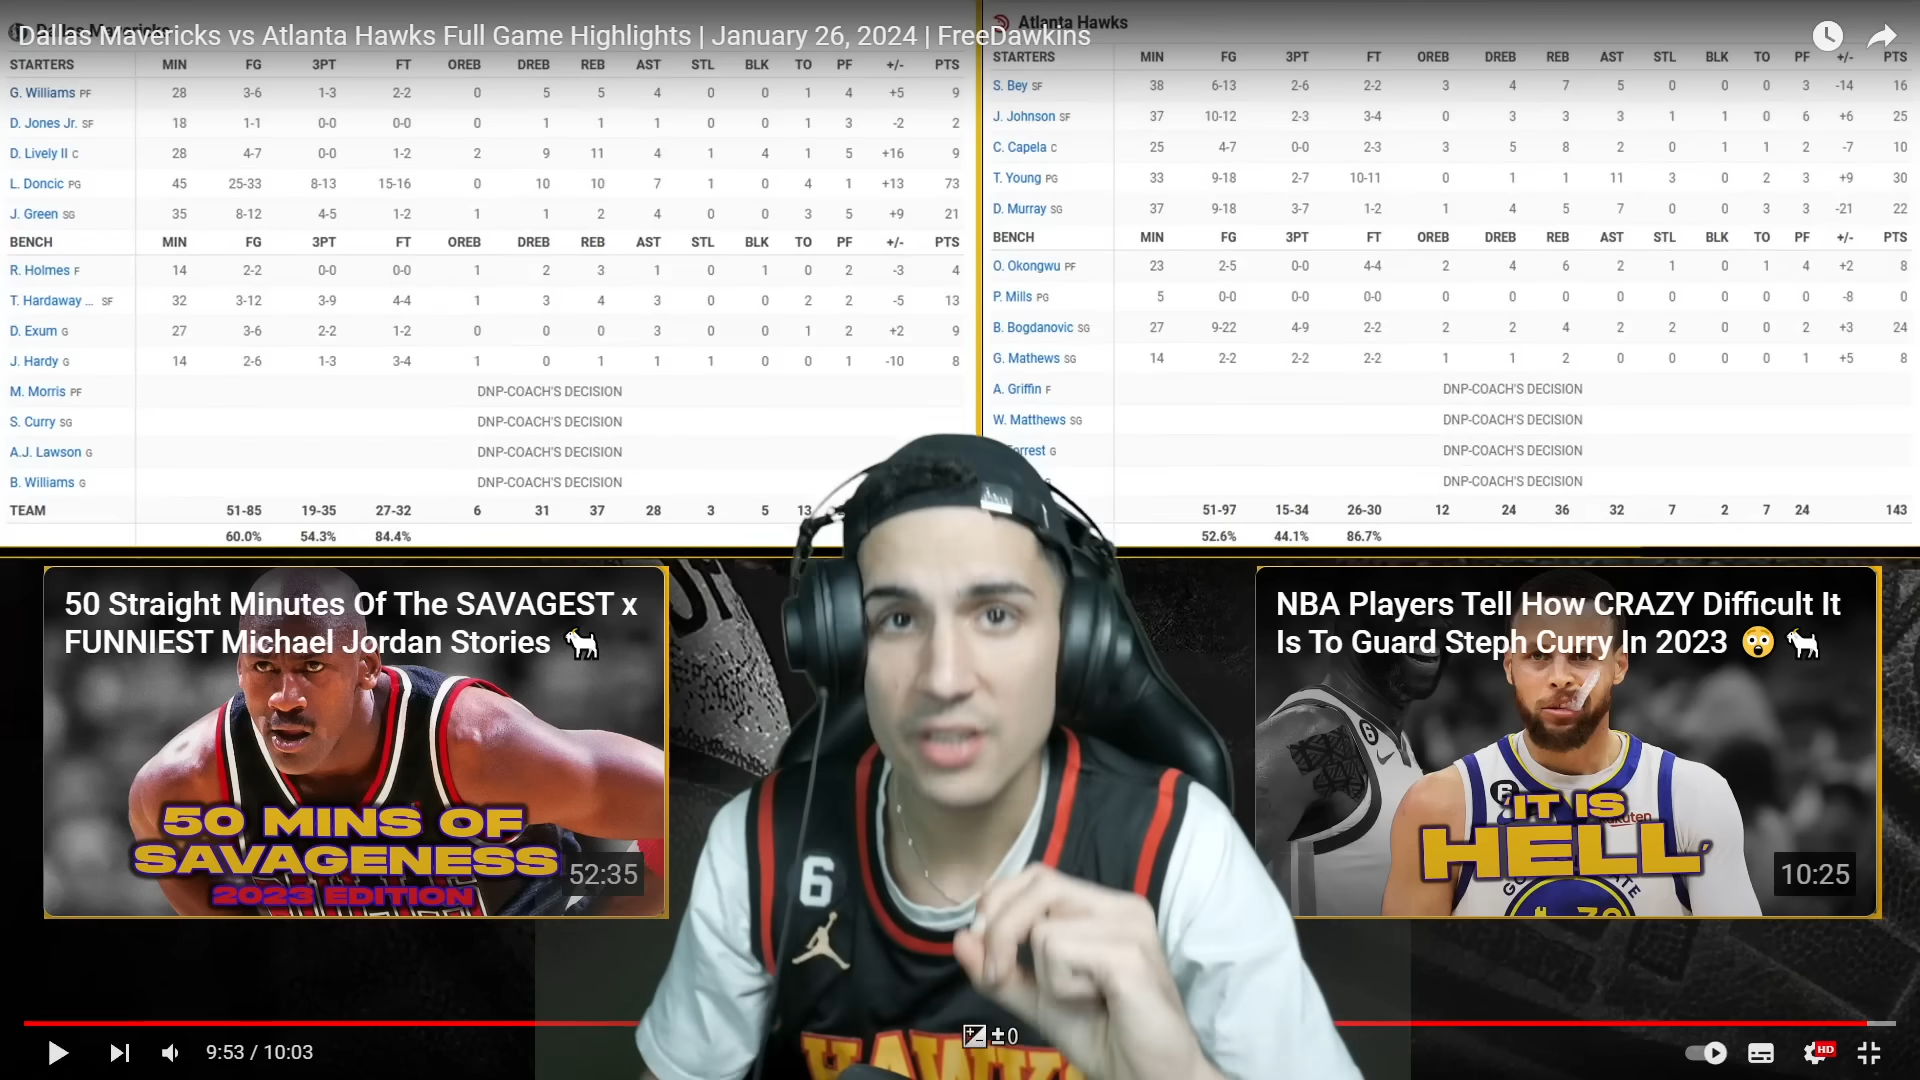 Dallas Mavericks vs Atlanta Hawks Full Game Highlights | January 26, 2024 | FreeDawkins
Dallas Mavericks
STARTERS MIN FG 3PT FT OREB DREB REB AST STL BLK TO PF +/- PTS
G. Williams PF 28 3-6 1-3 2-2 0 5 5 4 0 0 1 4 +5 9
D. Jones Jr. SF 18 1-1 0-0 0-0 0 1 1 1 0 0 1 3 -2 2
D. Lively II C 28 4-7 0-0 1-2 2 9 11 4 1 4 1 5 +16 9
L. Doncic PG 45 25-33 8-13 15-16 0 10 10 7 1 0 4 1 +13 73
J. Green SG 35 8-12 4-5 1-2 1 1 2 4 0 0 3 5 +9 21
BENCH MIN FG 3PT FT OREB DREB REB AST STL BLK TO PF +/- PTS
R. Holmes F 14 2-2 0-0 0-0 1 2 3 1 0 1 0 2 -3 4
T. Hardaway ... SF 32 3-12 3-9 4-4 1 3 4 3 0 0 2 2 -5 13
D. Exum G 27 3-6 2-2 1-2 0 0 0 3 0 0 1 2 +2 9
J. Hardy G 14 2-6 1-3 3-4 1 0 1 1 1 0 0 1 -10 8
M. Morris PF DNP-COACH'S DECISION
S. Curry SG DNP-COACH'S DECISION
A.J. Lawson G DNP-COACH'S DECISION
B. Williams G DNP-COACH'S DECISION
TEAM 51-85 19-35 27-32 6 31 37 28 3 5 13
60.0% 54.3% 84.4%
Atlanta Hawks
STARTERS MIN FG 3PT FT OREB DREB REB AST STL BLK TO PF +/- PTS
S. Bey SF 38 6-13 2-6 2-2 3 4 7 5 0 0 0 3 -14 16
J. Johnson SF 37 10-12 2-3 3-4 0 3 3 3 1 1 0 6 +6 25
C. Capela C 25 4-7 0-0 2-3 3 5 8 2 0 1 1 2 -7 10
T. Young PG 33 9-18 2-7 10-11 0 1 1 11 3 0 2 3 +9 30
D. Murray SG 37 9-18 3-7 1-2 1 4 5 7 0 0 3 3 -21 22
BENCH MIN FG 3PT FT OREB DREB REB AST STL BLK TO PF +/- PTS
O. Okongwu PF 23 2-5 0-0 4-4 2 4 6 2 1 0 1 4 +2 8
P. Mills PG 5 0-0 0-0 0-0 0 0 0 0 0 0 0 0 -8 0
B. Bogdanovic SG 27 9-22 4-9 2-2 2 2 4 2 2 0 0 2 +3 24
G. Mathews SG 14 2-2 2-2 2-2 1 1 2 0 0 0 0 1 +5 8
A. Griffin F DNP-COACH'S DECISION
W. Matthews SG DNP-COACH'S DECISION
orrest G DNP-COACH'S DECISION
G DNP-COACH'S DECISION
51-97 15-34 26-30 12 24 36 32 7 2 7 24 143
52.6% 44.1% 86.7%
50 Straight Minutes Of The SAVAGEST x
FUNNIEST Michael Jordan Stories 🐐
50 MINS OF
SAVAGENESS
2023 EDITION
52:35
NBA Players Tell How CRAZY Difficult It
Is To Guard Steph Curry In 2023 😲 🐐
6
6
IT IS
HELL
10:25
6
HAWKS
±0
9:53 / 10:03
HD